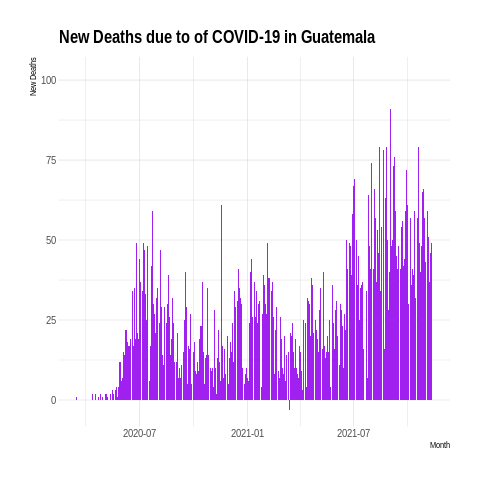 New Deaths due to of COVID-19 in Guatemala
New Deaths
100
75
50
25
0
2020-07
2021-01
2021-07
Month